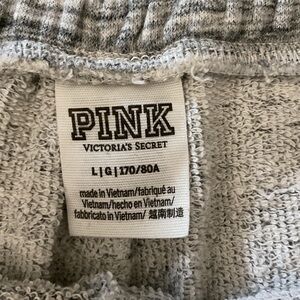 PINK
VICTORIA'S SECRET
L|G|170/80A
made in Vietnam/fabriqué au
Vietnam/hecho en Vietnam/
fabbricato in Vietnam/ 越南制造